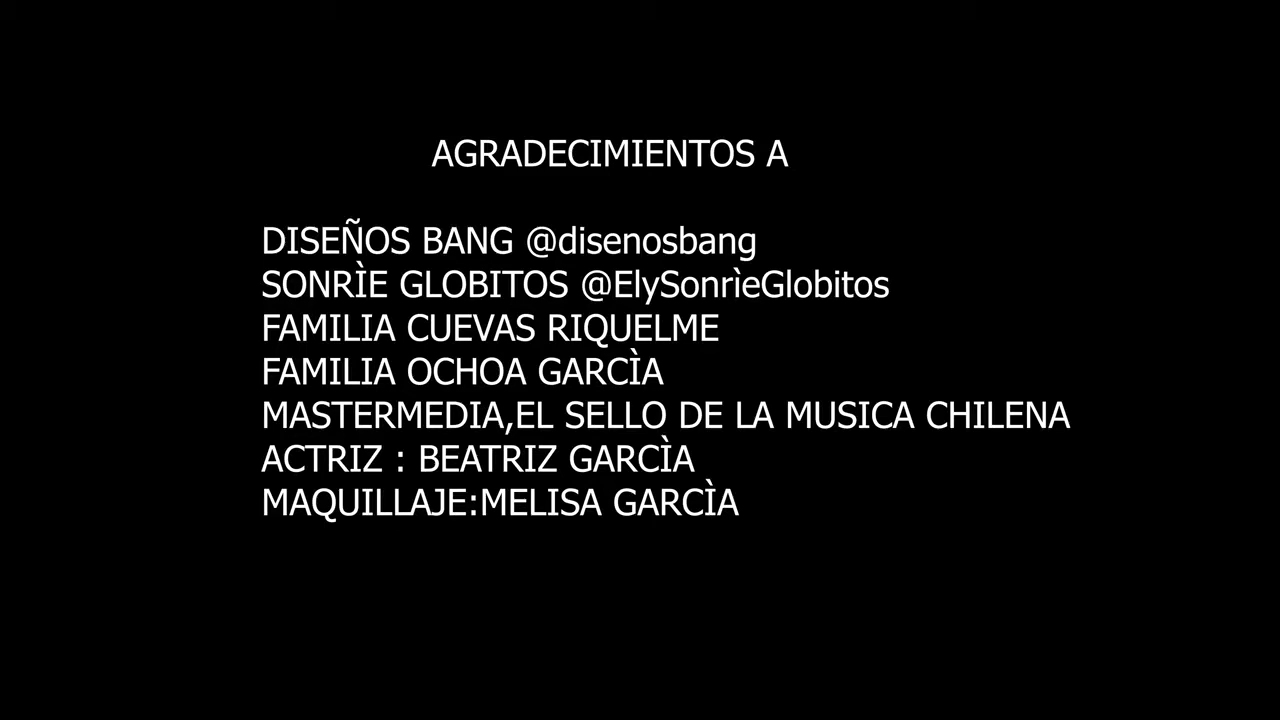 AGRADECIMIENTOS A
DISEÑOS BANG @disenosbang
SONRÌE GLOBITOS @ElySonrìeGlobitos
FAMILIA CUEVAS RIQUELME
FAMILIA OCHOA GARCÌA
MASTERMEDIA,EL SELLO DE LA MUSICA CHILENA
ACTRIZ : BEATRIZ GARCÌA
MAQUILLAJE:MELISA GARCÌA